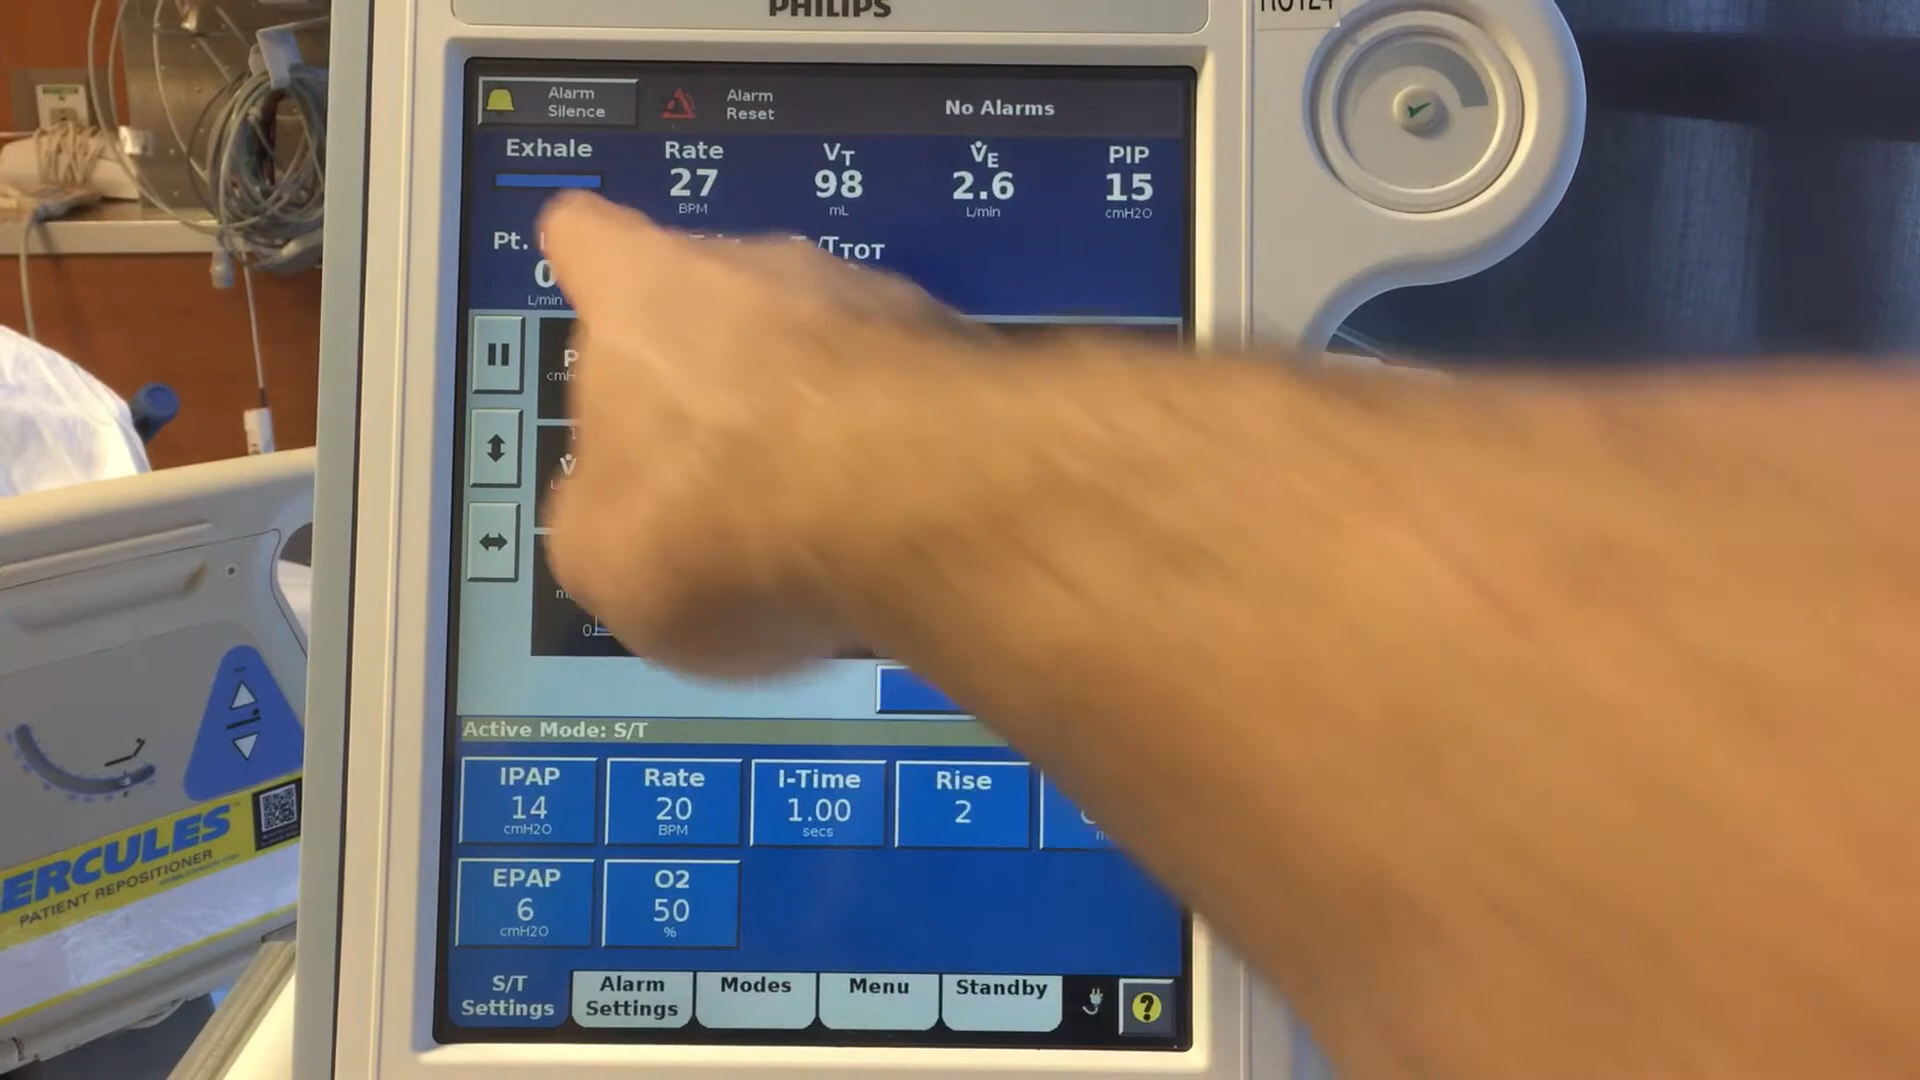 PHILIPS
Alarm
Silence
Alarm
Reset
No Alarms
Exhale
Rate
27
BPM
VT
98
mL
V̇E
2.6
L/min
PIP
15
cmH2O
Pt.
0
L/min
/TTOT
Active Mode: S/T
IPAP
14
cmH2O
Rate
20
BPM
I-Time
1.00
secs
Rise
2
EPAP
6
cmH2O
O2
50
%
S/T
Settings
Alarm
Settings
Modes
Menu
Standby
?
ERCULES
PATIENT REPOSITIONER